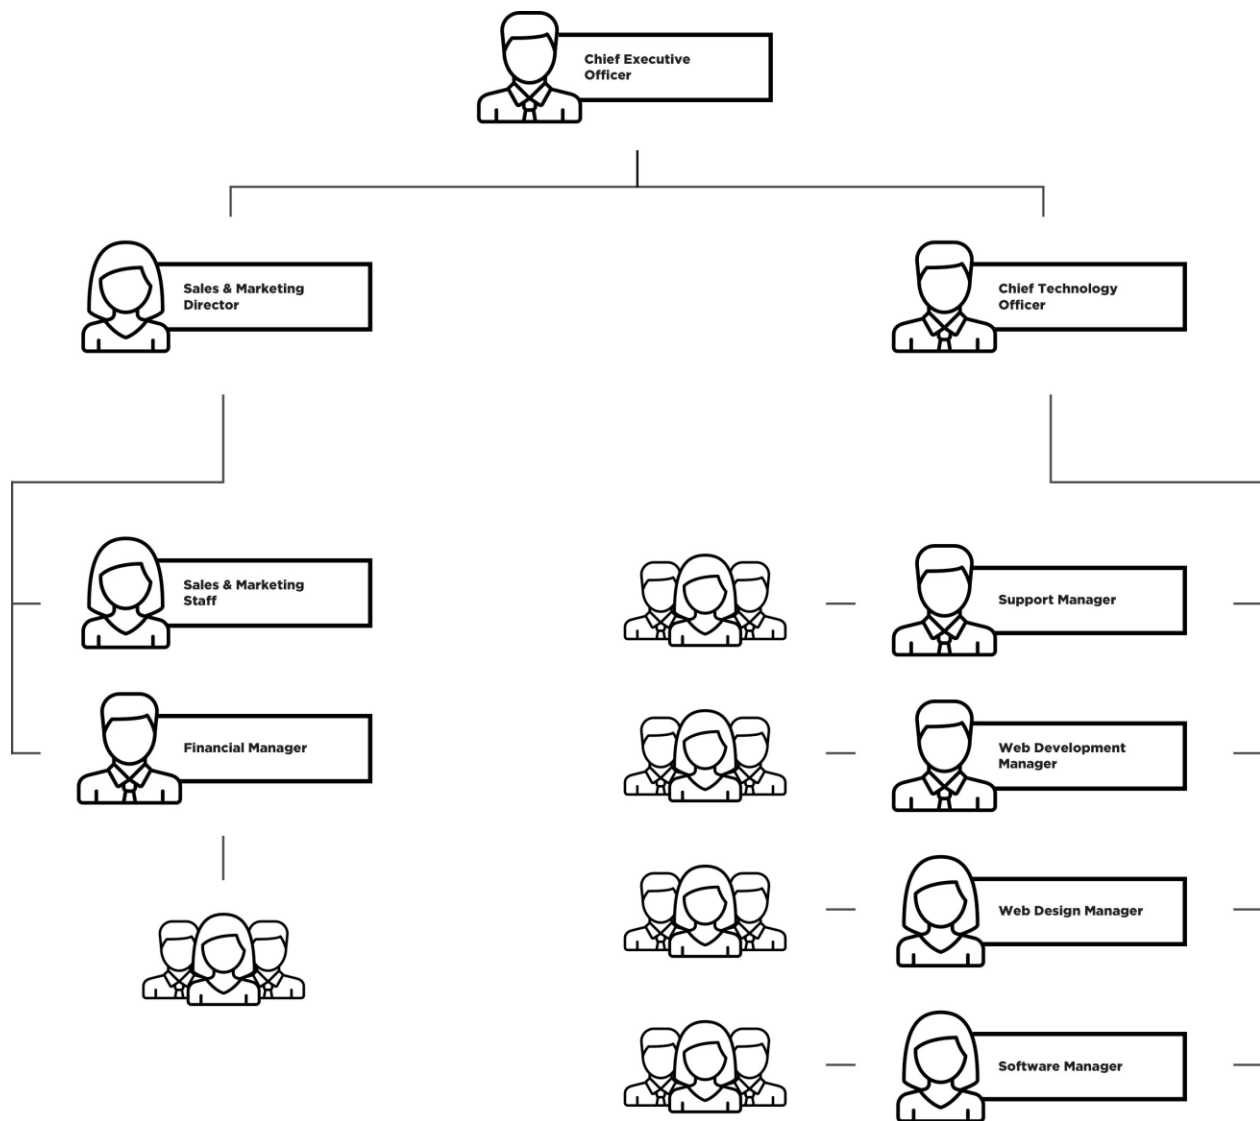 Chief Executive
Officer
Sales & Marketing
Director
Chief Technology
Officer
Sales & Marketing
Staff
Financial Manager
Support Manager
Web Development
Manager
Web Design Manager
Software Manager